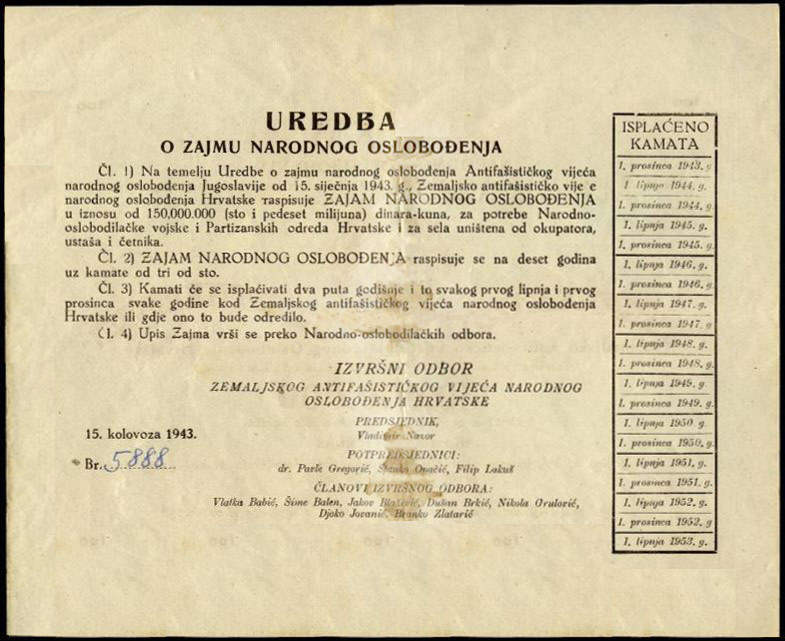 UREDBA
O ZAJMU NARODNOG OSLOBOĐENJA
Čl. 1) Na temelju Uredbe o zajmu narodnog oslobođenja Antifašističkog vijeća
narodnog oslobođenja Jugoslavije od 15. siječnja 1943. g., Zemaljsko antifašističko vije e
narodnog oslobođenja Hrvatske raspisuje ZAJAM NARODNOG OSLOBOĐENJA
u iznosu od 150,000.000 (sto i pedeset milijuna) dinara-kuna, za potrebe Narodno-
oslobodilačke vojske i Partizanskih odreda Hrvatske i za sela uništena od okupatora,
ustaša i četnika.
Čl. 2) ZAJAM NARODNOG OSLOBOĐENJA raspisuje se na deset godina
uz kamate od tri od sto.
Čl. 3) Kamati će se isplaćivati dva puta godišnje i to svakog prvog lipnja i prvog
prosinca svake godine kod Zemaljskog antifašističkog vijeća narodnog oslobođenja
Hrvatske ili gdje ono to bude odredilo.
Čl. 4) Upis Zajma vrši se preko Narodno-oslobodilačkih odbora.
IZVRŠNI ODBOR
ZEMALJSKOG ANTIFAŠISTIČKOG VIJEĆA NARODNOG
OSLOBOĐENJA HRVATSKE
PREDSJEDNIK,
Vladimir Nazor
POTPREDSJEDNICI:
dr. Pavle Gregorić, Stanko Opačić, Filip Lakuš
ČLANOVI IZVRŠNOG ODBORA:
Vlatka Babić, Šime Balen, Jakov Blažević, Dušan Brkić, Nikola Grulović,
Djoko Jovanić, Branko Zlatarić
15. kolovoza 1943.
Br. 5888
ISPLAĆENO
KAMATA
1. prosinca 1943. g
1 lipnja 1944. g.
1. prosinca 1944. g.
1. lipnja 1945. g.
1. prosinca 1945. g.
1. lipnja 1946. g.
1. prosinca 1946. g.
1. lipnja 1947. g.
1. prosinca 1947. g.
1. lipnja 1948. g.
1. prosinca 1948. g.
1. lipnja 1949. g.
1. prosinca 1949. g.
1. lipnja 1950 g.
1. prosinca 1950. g.
1. lipnja 1951. g.
1. prosinca 1951. g.
1. lipnja 1952. g.
1. prosinca 1952. g
1. lipnja 1953. g.